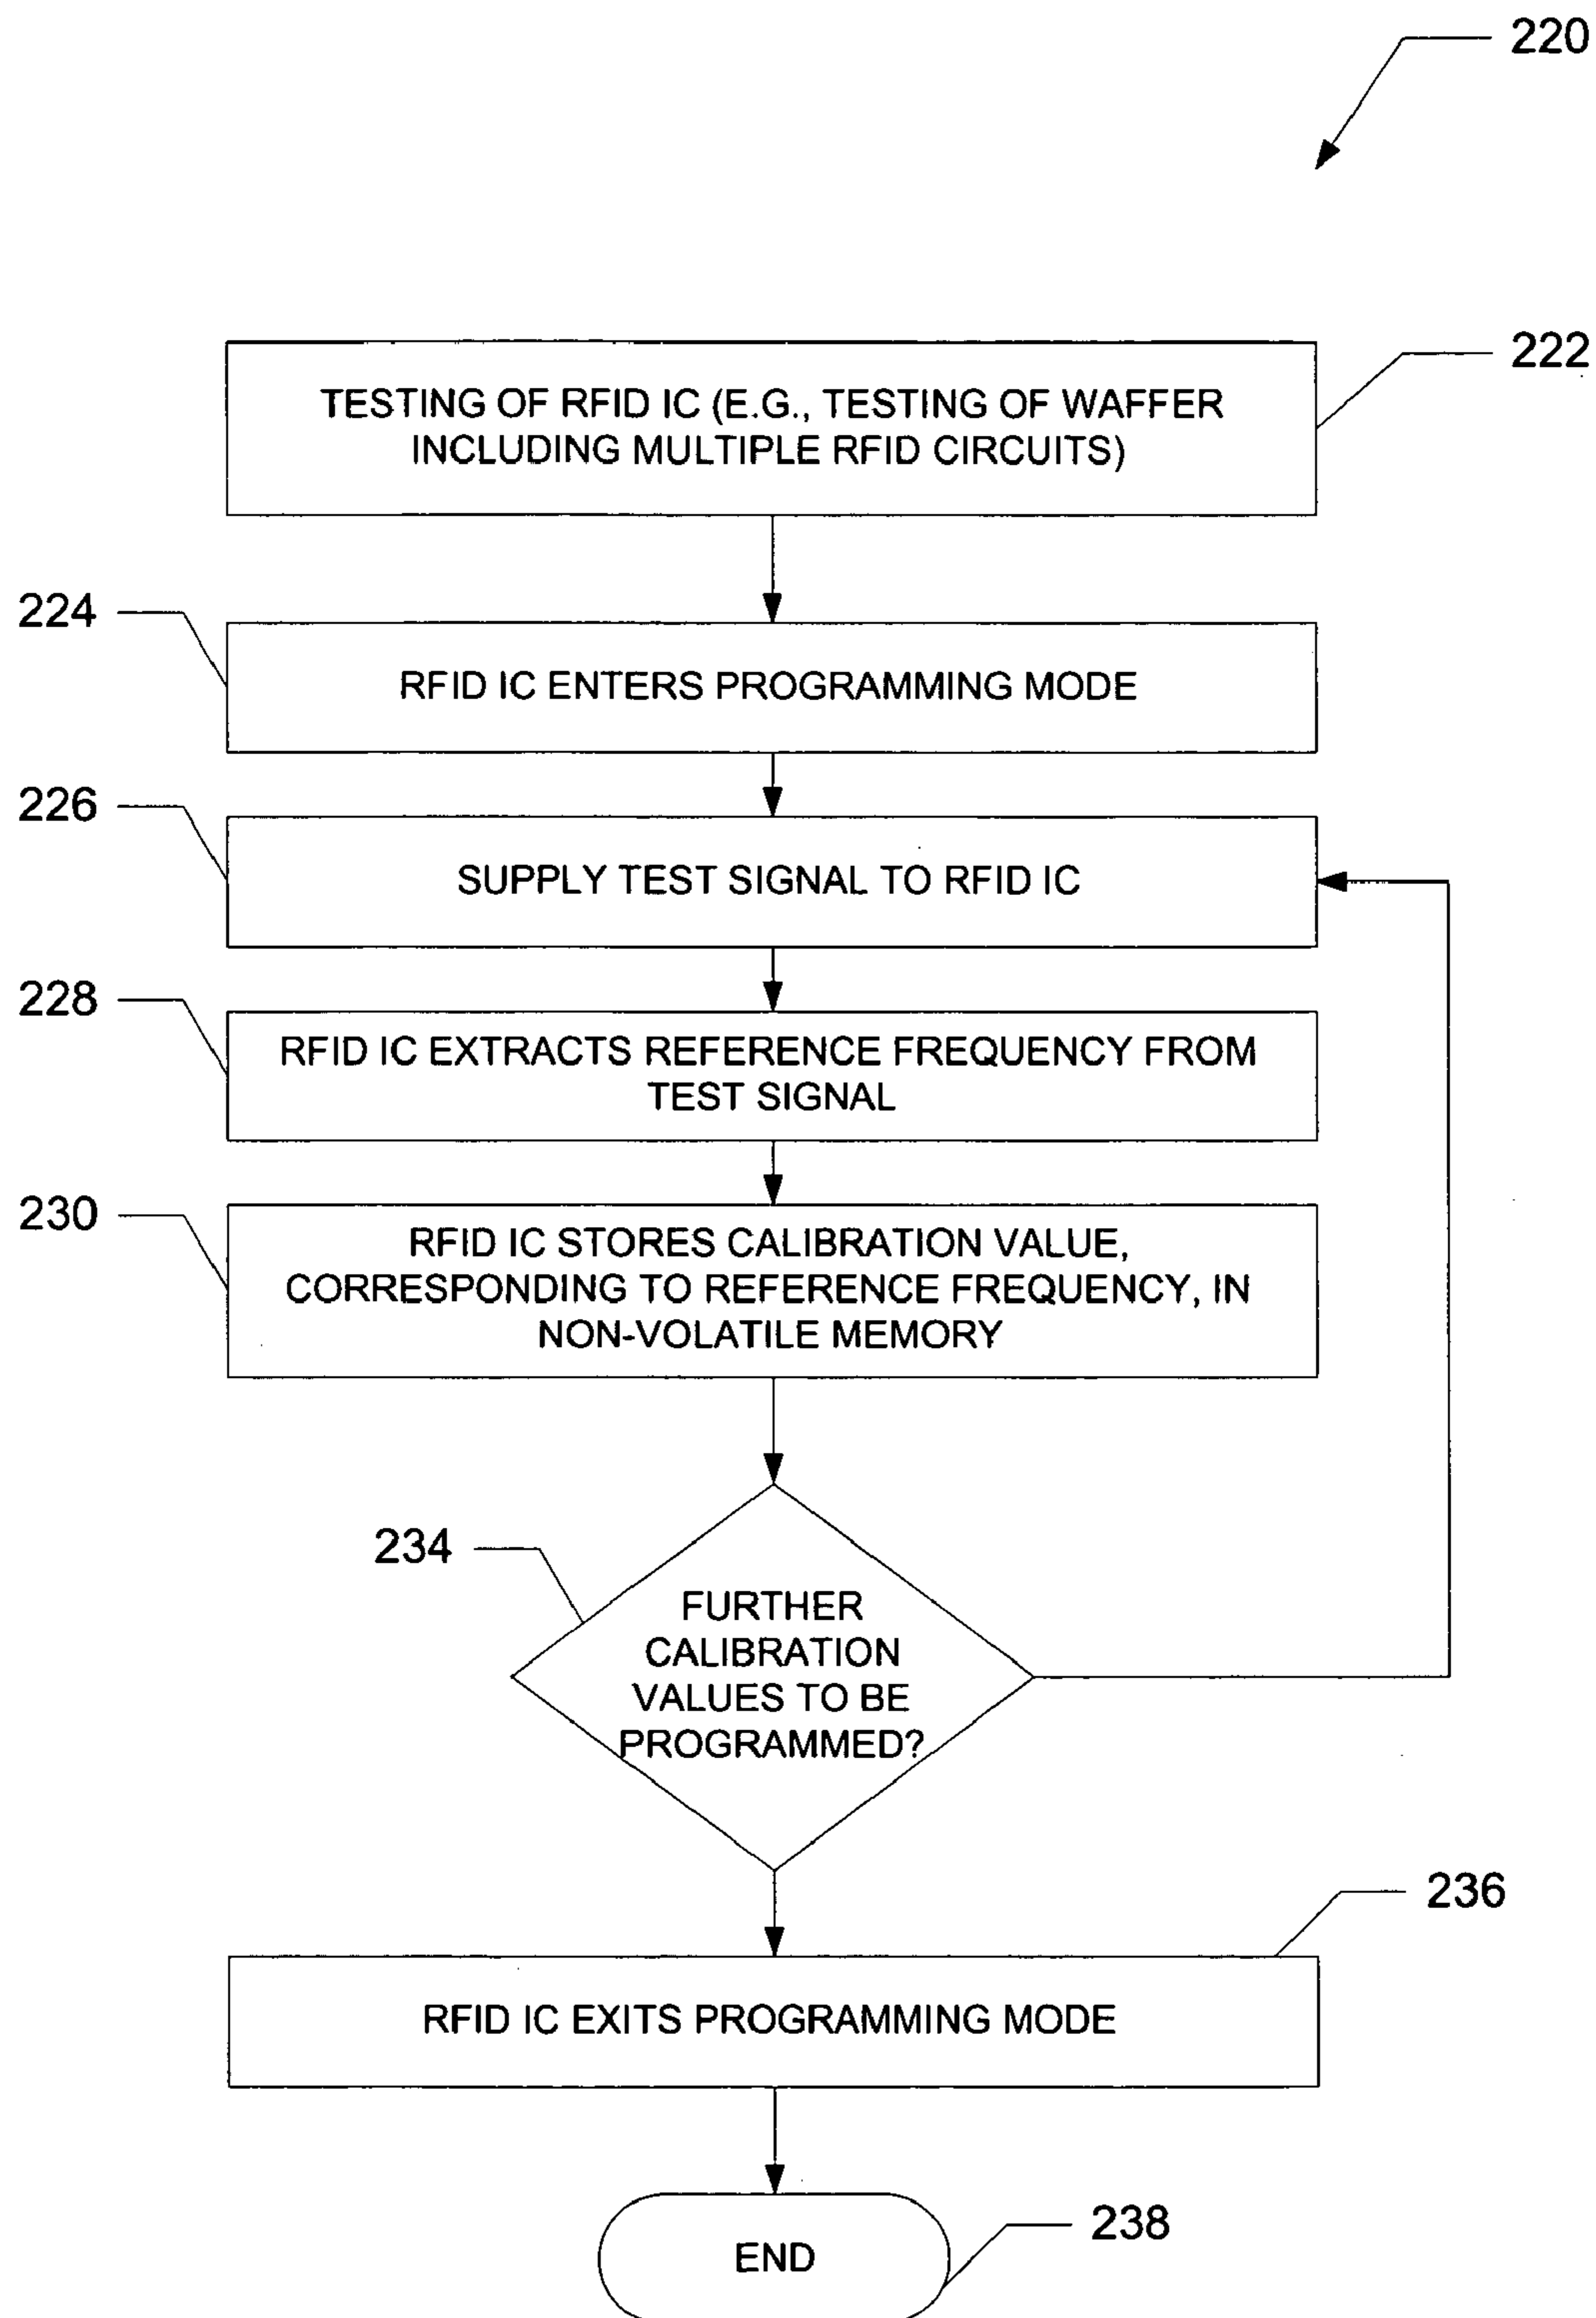 220
222
TESTING OF RFID IC (E.G., TESTING OF WAFFER
INCLUDING MULTIPLE RFID CIRCUITS)
224
RFID IC ENTERS PROGRAMMING MODE
226
SUPPLY TEST SIGNAL TO RFID IC
228
RFID IC EXTRACTS REFERENCE FREQUENCY FROM
TEST SIGNAL
230
RFID IC STORES CALIBRATION VALUE,
CORRESPONDING TO REFERENCE FREQUENCY, IN
NON-VOLATILE MEMORY
234
FURTHER
CALIBRATION
VALUES TO BE
PROGRAMMED?
236
RFID IC EXITS PROGRAMMING MODE
238
END